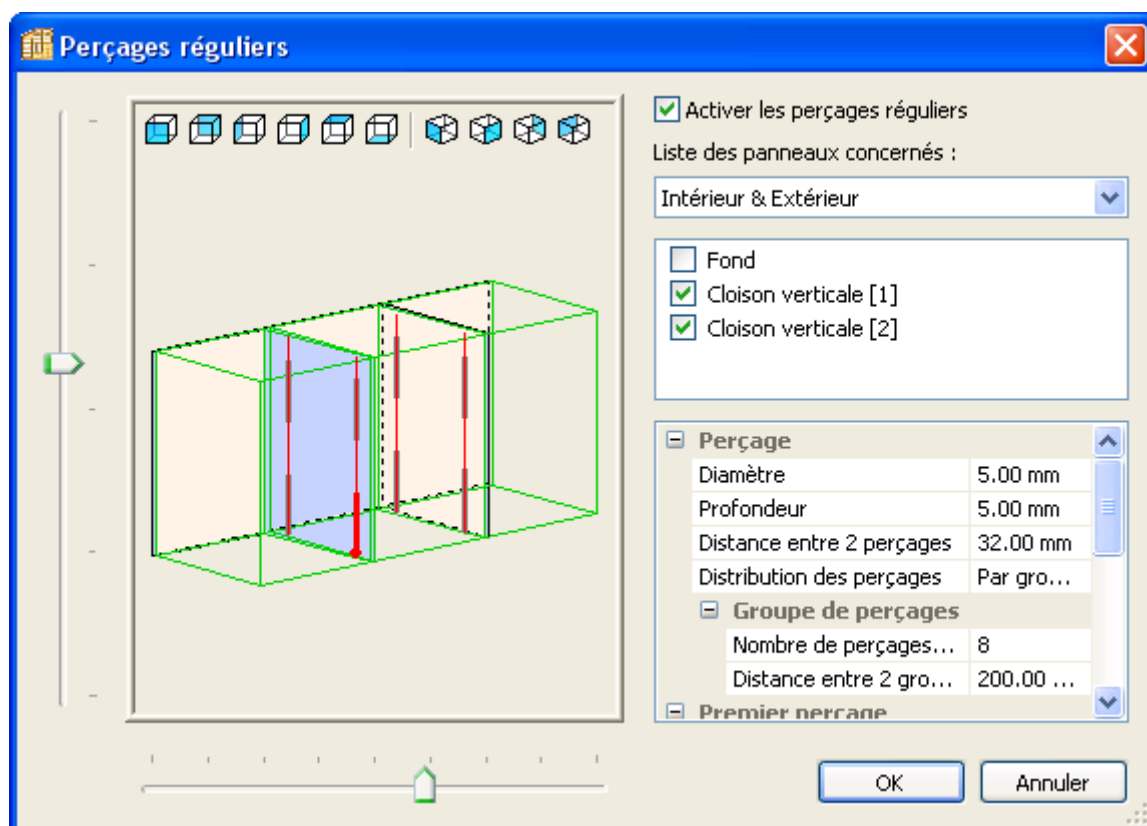 Perçages réguliers
Activer les perçages réguliers
Liste des panneaux concernés :
Intérieur & Extérieur
Fond
Cloison verticale [1]
Cloison verticale [2]
Perçage
Diamètre 5.00 mm
Profondeur 5.00 mm
Distance entre 2 perçages 32.00 mm
Distribution des perçages Par gro...
Groupe de perçages
Nombre de perçages... 8
Distance entre 2 gro... 200.00 ...
Premier perçage
OK Annuler